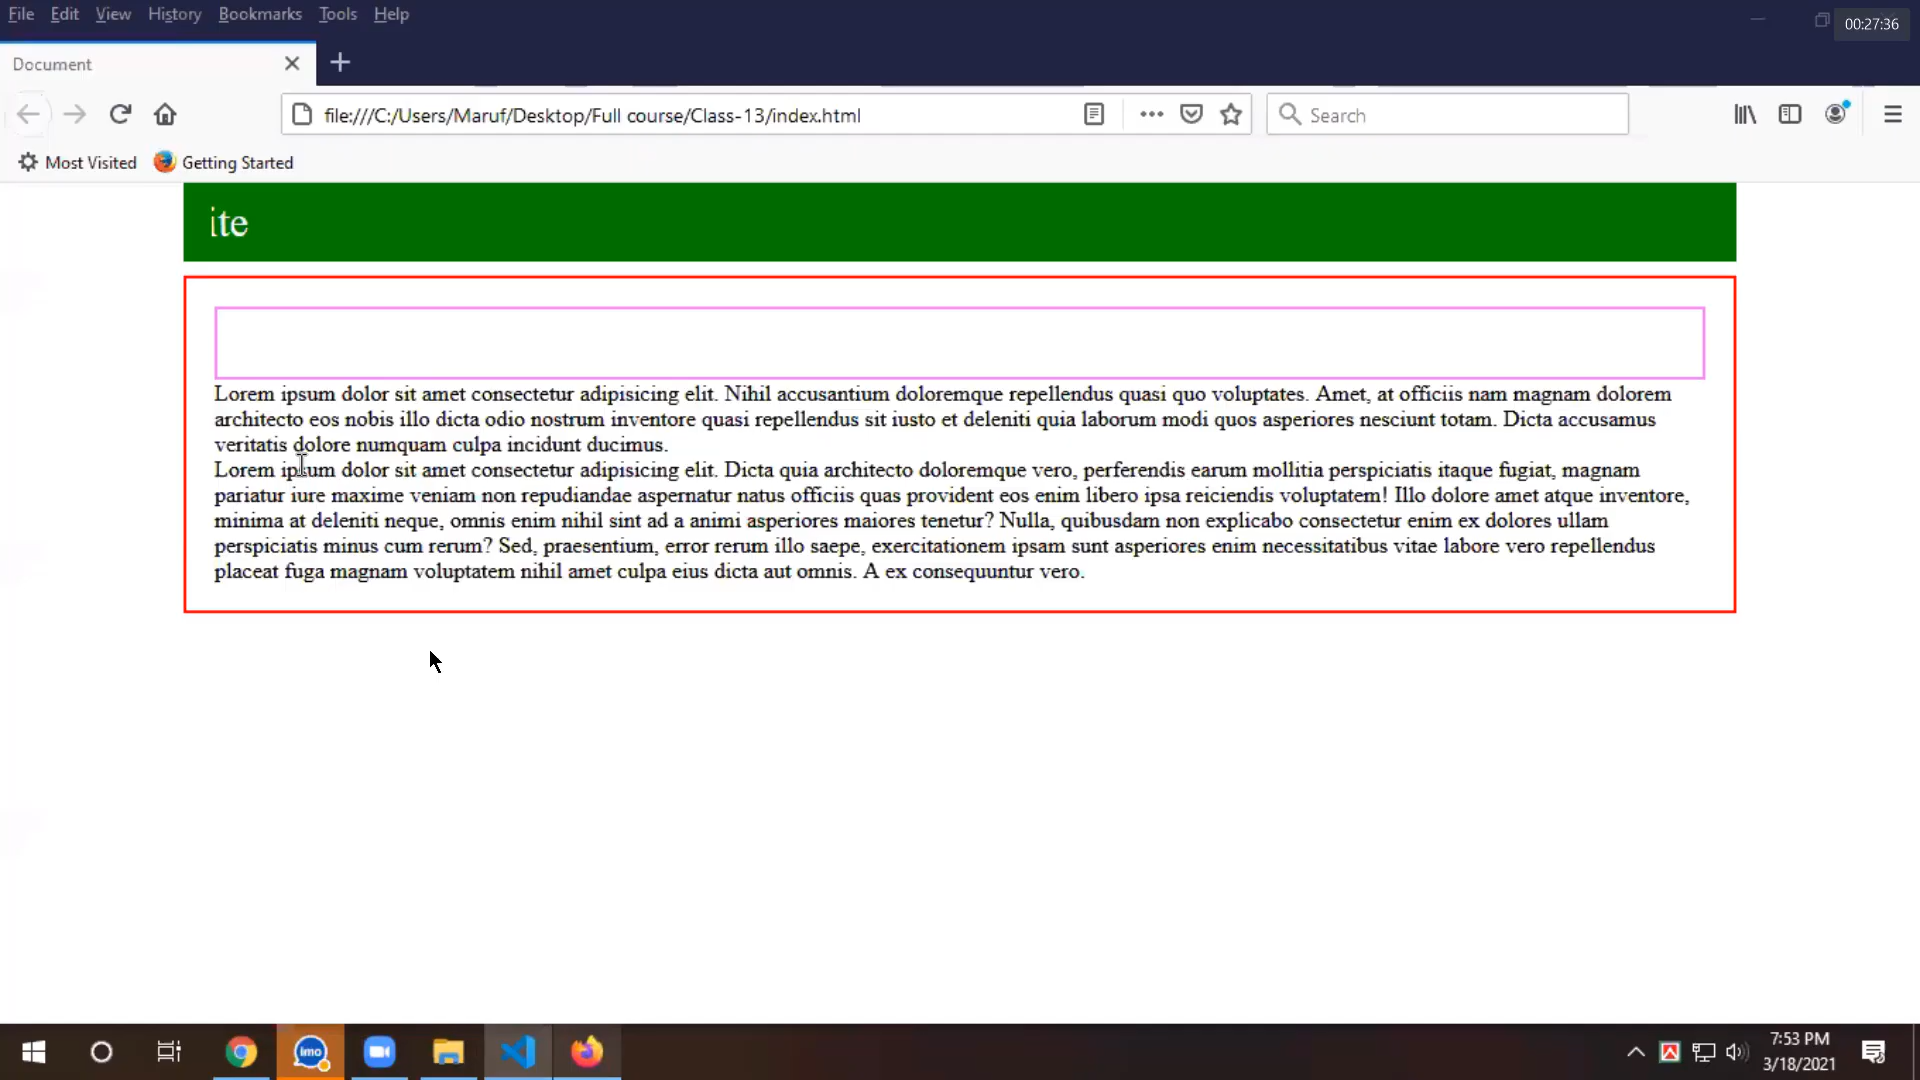 File Edit View History Bookmarks Tools Help
00:27:36
Document
file:///C:/Users/Maruf/Desktop/Full course/Class-13/index.html
Search
Most Visited Getting Started
ite
Lorem ipsum dolor sit amet consectetur adipisicing elit. Nihil accusantium doloremque repellendus quasi quo voluptates. Amet, at officiis nam magnam dolorem
architecto eos nobis illo dicta odio nostrum inventore quasi repellendus sit iusto et deleniti quia laborum modi quos asperiores nesciunt totam. Dicta accusamus
veritatis dolore numquam culpa incidunt ducimus.
Lorem ipsum dolor sit amet consectetur adipisicing elit. Dicta quia architecto doloremque vero, perferendis earum mollitia perspiciatis itaque fugiat, magnam
pariatur iure maxime veniam non repudiandae aspernatur natus officiis quas provident eos enim libero ipsa reiciendis voluptatem! Illo dolore amet atque inventore,
minima at deleniti neque, omnis enim nihil sint ad a animi asperiores maiores tenetur? Nulla, quibusdam non explicabo consectetur enim ex dolores ullam
perspiciatis minus cum rerum? Sed, praesentium, error rerum illo saepe, exercitationem ipsam sunt asperiores enim necessitatibus vitae labore vero repellendus
placeat fuga magnam voluptatem nihil amet culpa eius dicta aut omnis. A ex consequuntur vero.
imo
7:53 PM
3/18/2021